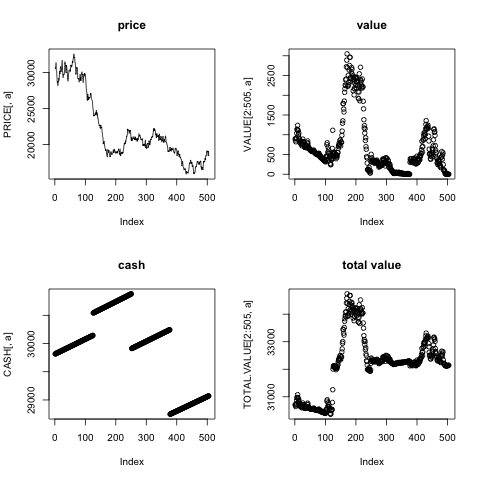 price
PRICE[, a]
20000 25000 30000
0 100 200 300 400 500
Index
value
VALUE[2:505, a]
0 500 1500 2500
0 100 200 300 400 500
Index
cash
CASH[, a]
29000 30000
0 100 200 300 400 500
Index
total value
TOTAL.VALUE[2:505, a]
31000 32000 33000
0 100 200 300 400 500
Index